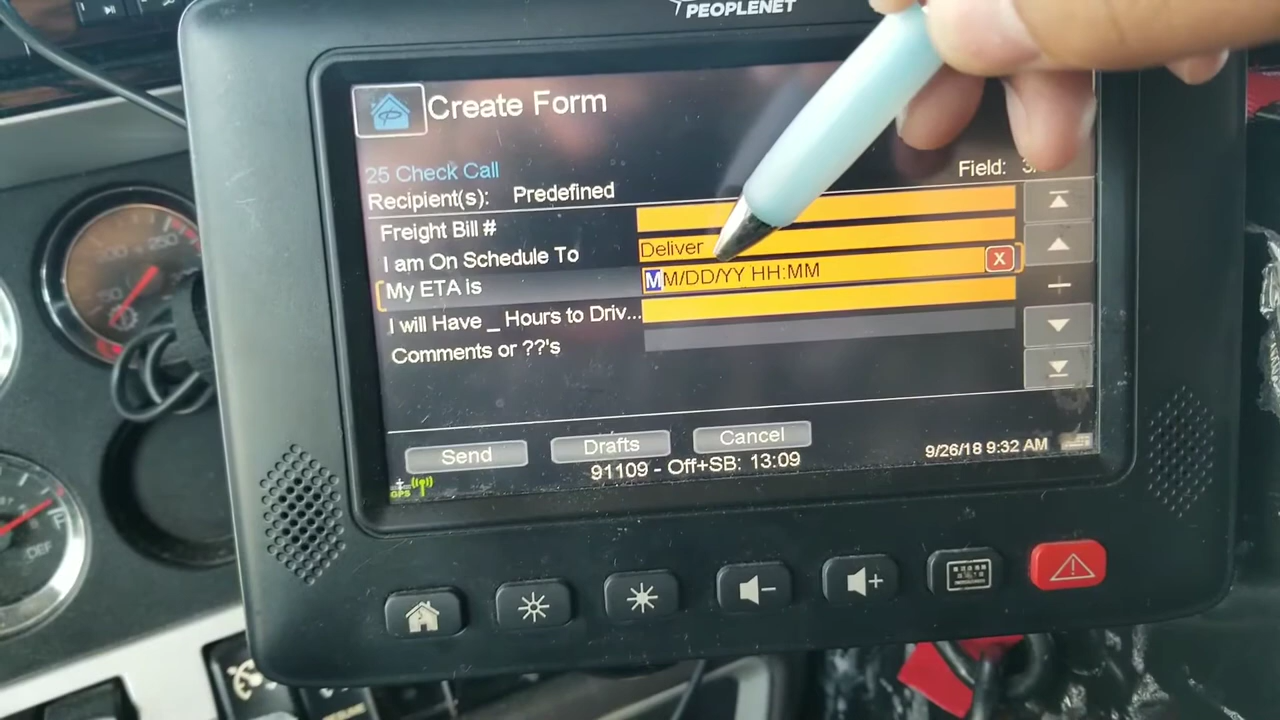 PEOPLENET
Create Form
25 Check Call
Field: 3
Recipient(s): Predefined
Freight Bill #
I am On Schedule To Deliver
My ETA is MM/DD/YY HH:MM X
I will Have _ Hours to Driv...
Comments or ??'s
Send Drafts Cancel
91109 - Off+SB: 13:09
9/26/18 9:32 AM
GPS
DEF